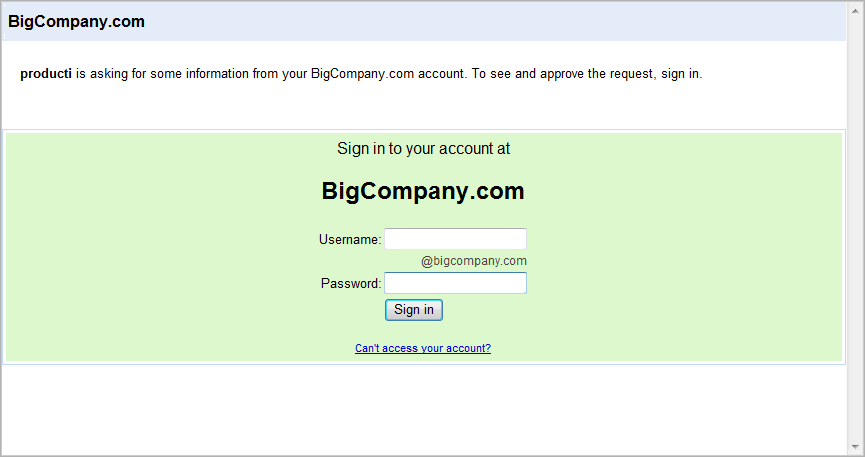 BigCompany.com
producti is asking for some information from your BigCompany.com account. To see and approve the request, sign in.
Sign in to your account at
BigCompany.com
Username:
@bigcompany.com
Password:
Sign in
Can't access your account?